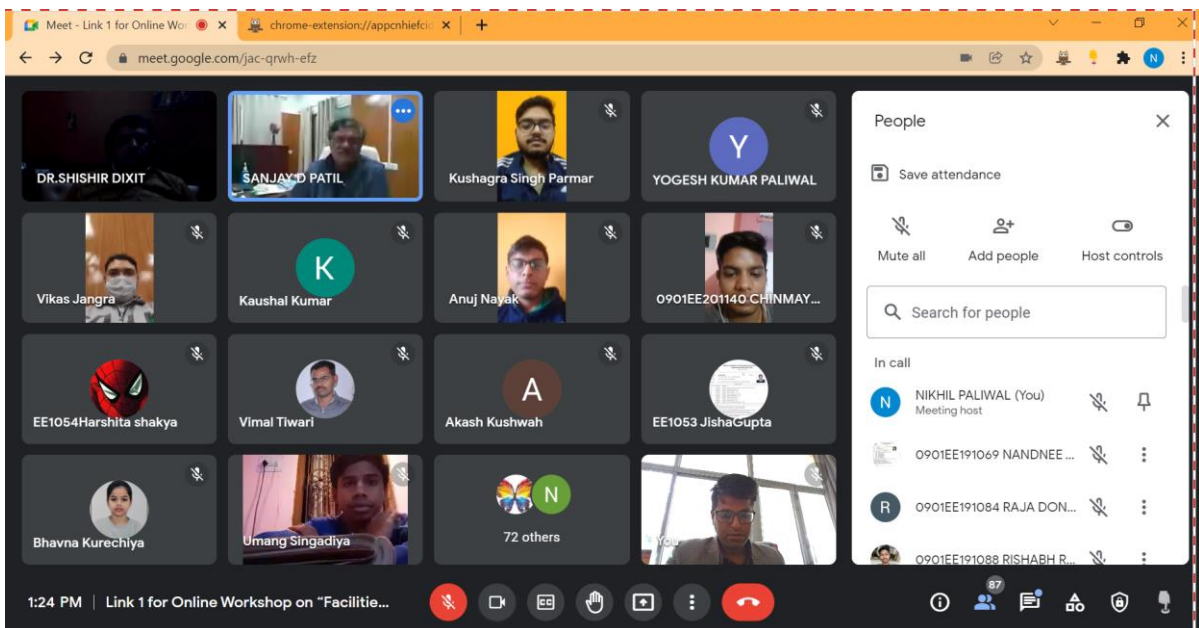 Meet - Link 1 for Online Wor
chrome-extension://appcnhiefcid
meet.google.com/jac-qrwh-efz
N
DR.SHISHIR DIXIT
SANJAY D PATIL
Kushagra Singh Parmar
Y
YOGESH KUMAR PALIWAL
Vikas Jangra
K
Kaushal Kumar
Anuj Nayak
0901EE201140 CHINMAY...
EE1054Harshita shakya
Vimal Tiwari
A
Akash Kushwah
EE1053 JishaGupta
Bhavna Kurechiya
Umang Singadiya
N
72 others
You
People
Save attendance
Mute all
Add people
Host controls
Search for people
In call
N
NIKHIL PALIWAL (You)
Meeting host
0901EE191069 NANDNEE ...
R
0901EE191084 RAJA DON...
0901EE191088 RISHABH R...
1:24 PM | Link 1 for Online Workshop on "Facilitie...
CC
87